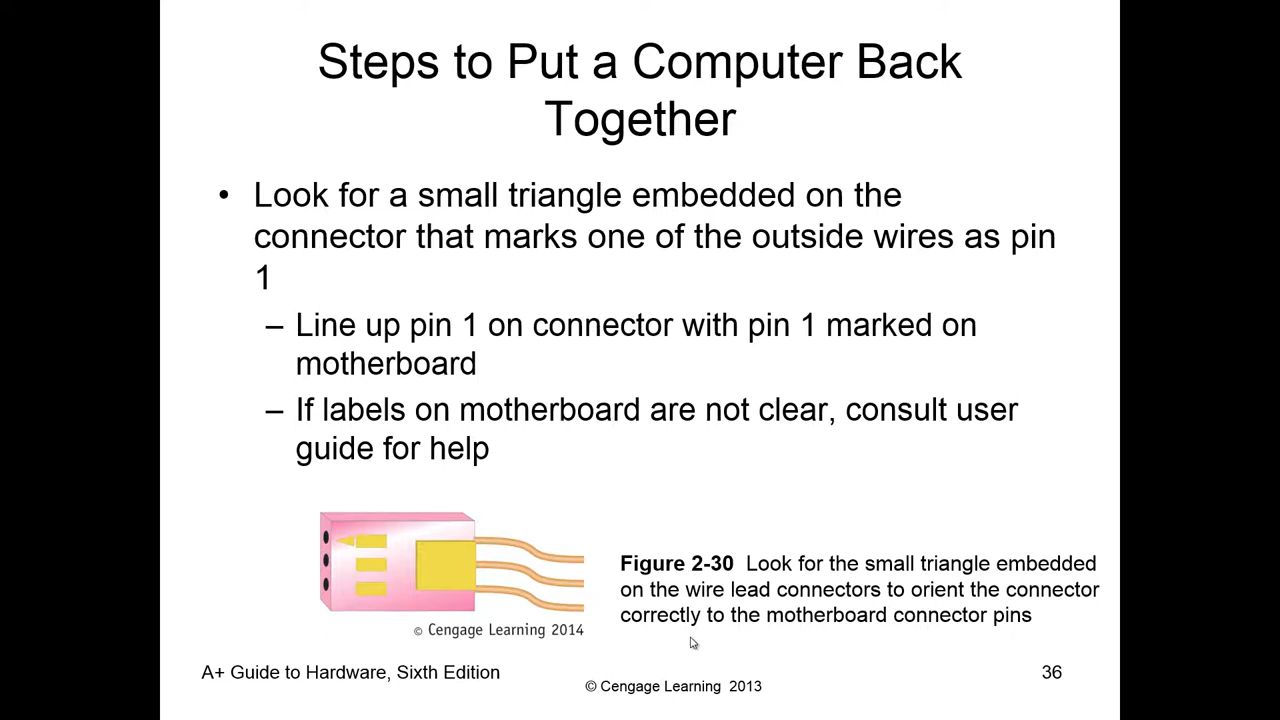 Steps to Put a Computer Back
Together
• Look for a small triangle embedded on the
connector that marks one of the outside wires as pin
1
– Line up pin 1 on connector with pin 1 marked on
motherboard
– If labels on motherboard are not clear, consult user
guide for help
© Cengage Learning 2014
Figure 2-30 Look for the small triangle embedded
on the wire lead connectors to orient the connector
correctly to the motherboard connector pins
A+ Guide to Hardware, Sixth Edition
© Cengage Learning 2013
36